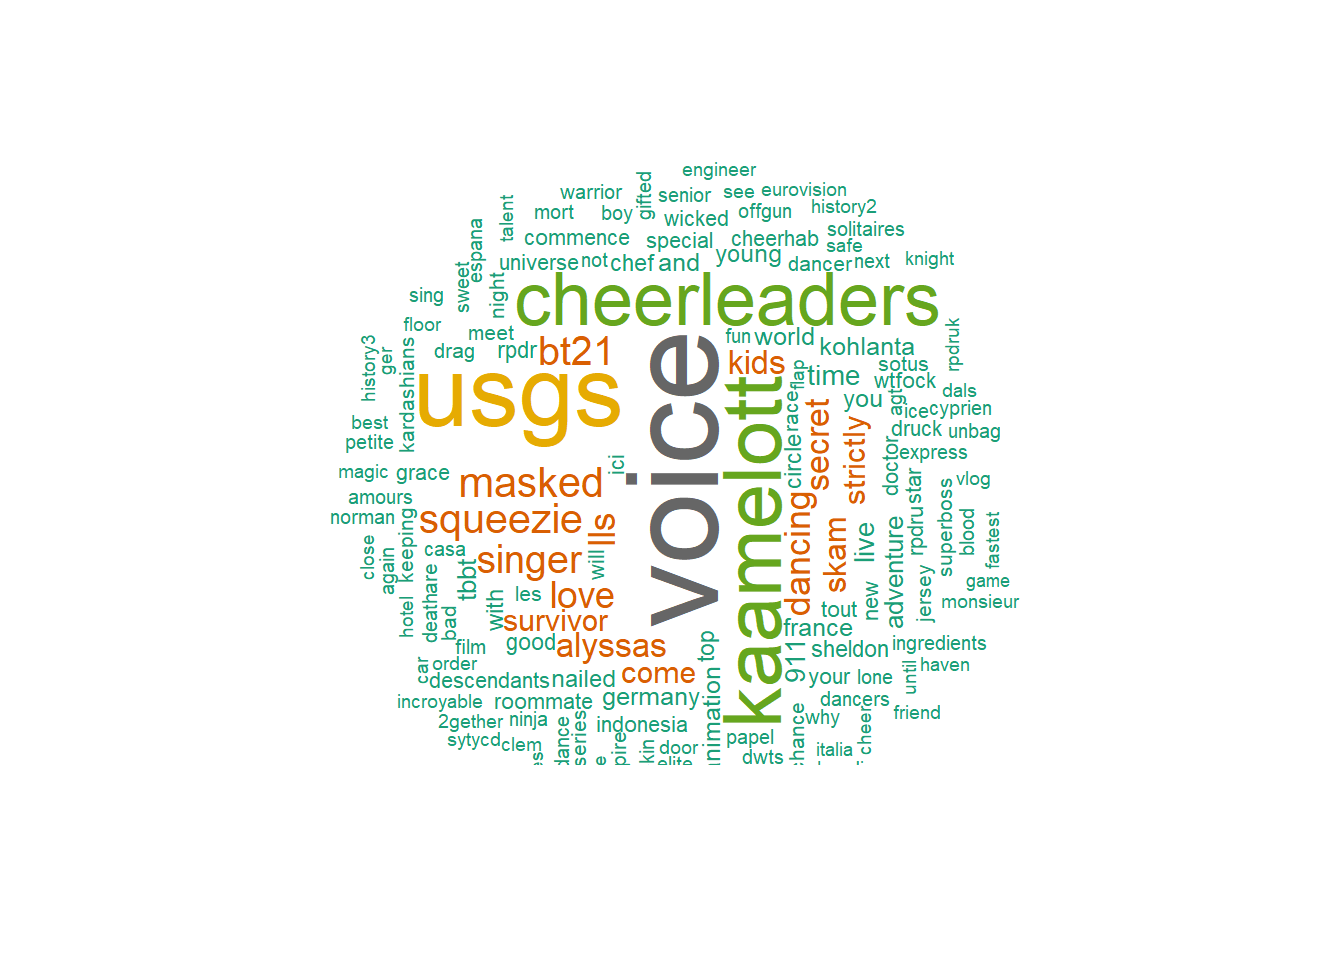 engineer
warrior
gifted
senior
see
eurovision
talent
mort
boy
wicked
offgun
history2
commence
special
cheerhab
solitaires
safe
espana
universe
not
chef
and
young
dancer
next
knight
sweet
night
sing
cheerleaders
floor
meet
fun
world
kohlanta
rpdruk
history3
ger
kardashians
drag
rpdr
bt21
voice
kids
flap
time
sotus
wtfock
usgs
kaamelott
you
agt
dals
best
ice
cyprien
petite
race
secret
strictly
druck
unbag
circle
express
magic
grace
ici
masked
doctor
vlog
amours
star
norman
squeezie
lls
dancing
skam
live
adventure
rpdru
superboss
blood
fastest
close
again
keeping
casa
tbbt
singer
will
game
hotel
deathare
bad
with
les
love
new
jersey
monsieur
survivor
tout
film
good
alyssas
top
france
911
sheldon
ingredients
car
order
descendants
nailed
come
your
lone
until
haven
incroyable
roommate
germany
animation
dancers
friend
2gether
ninja
indonesia
chance
why
cheer
sytycd
clem
dance
series
kin
door
papel
italia
elite
dwts